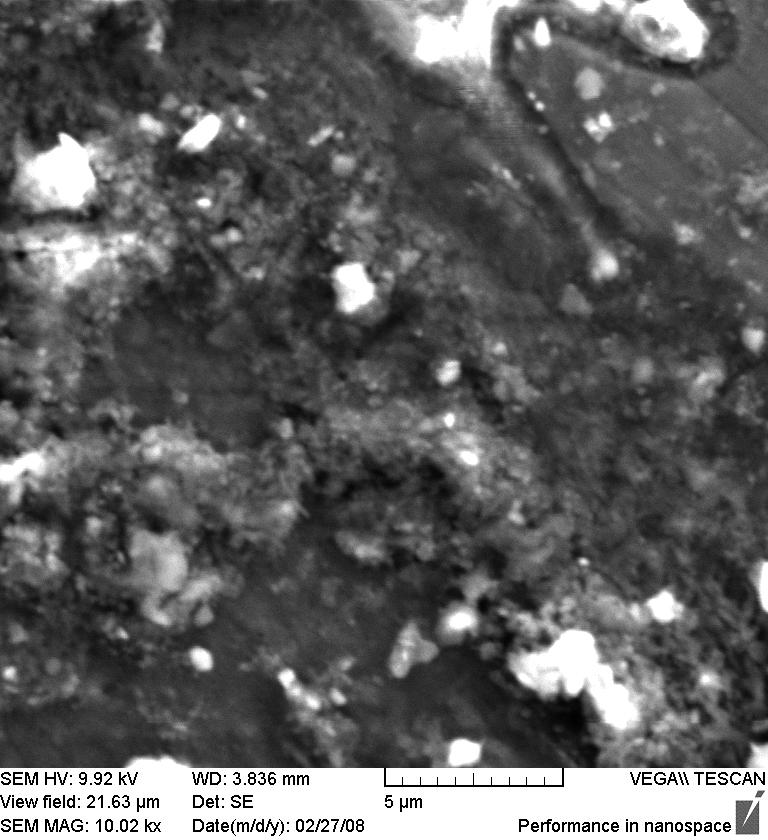 SEM HV: 9.92 kV WD: 3.836 mm VEGA\\ TESCAN
View field: 21.63 µm Det: SE 5 µm
SEM MAG: 10.02 kx Date(m/d/y): 02/27/08 Performance in nanospace